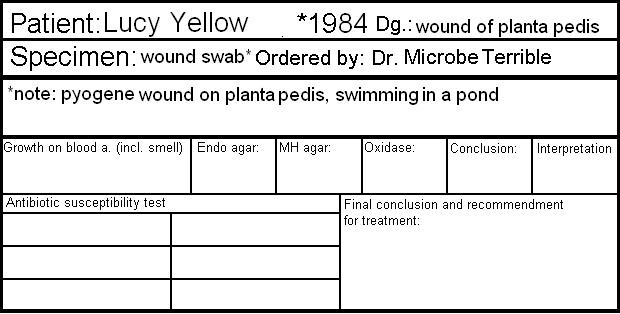 Patient: Lucy Yellow *1984 Dg.: wound of planta pedis
Specimen: wound swab* Ordered by: Dr. Microbe Terrible
*note: pyogene wound on planta pedis, swimming in a pond
Growth on blood a. (incl. smell) Endo agar: MH agar: Oxidase: Conclusion: Interpretation
Antibiotic susceptibility test
Final conclusion and recommendment
for treatment: